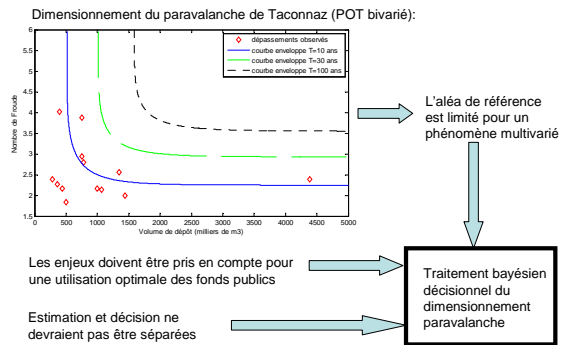 Dimensionnement du paravalanche de Taconnaz (POT bivarié):
dépassements observés
courbe enveloppe T=10 ans
courbe enveloppe T=30 ans
courbe enveloppe T=100 ans
6
5.5
5
4.5
4
3.5
3
2.5
2
1.5
Nombre de Froude
0
500
1000
1500
2000
2500
3000
3500
4000
4500
5000
Volume de dépôt (milliers de m3)
L'aléa de référence
est limité pour un
phénomène multivarié
Les enjeux doivent être pris en compte pour
une utilisation optimale des fonds publics
Estimation et décision ne
devraient pas être séparées
Traitement bayésien
décisionnel du
dimensionnement
paravalanche